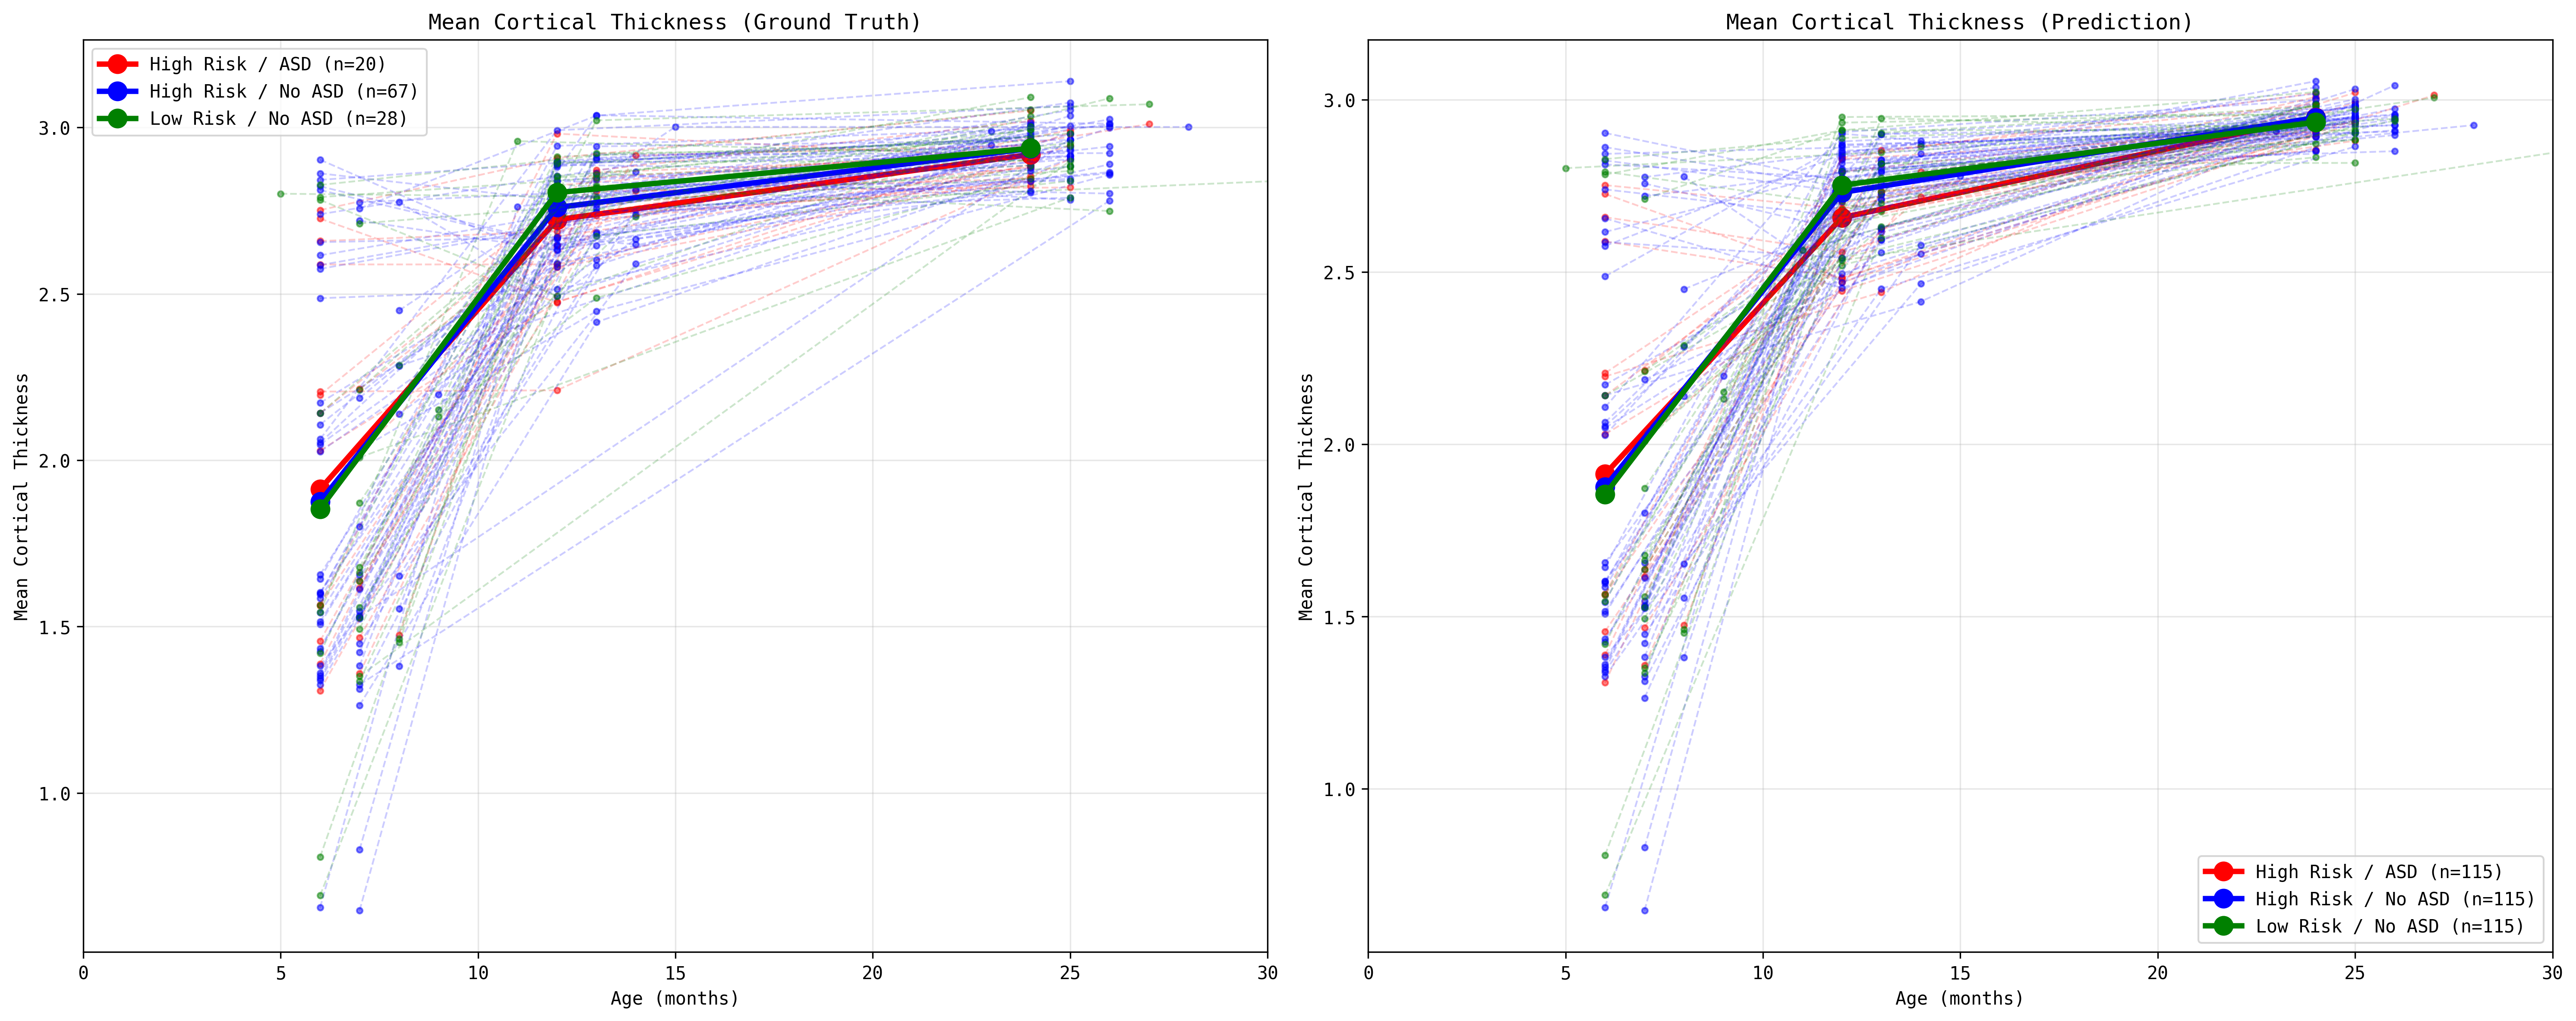 Mean Cortical Thickness (Ground Truth)
High Risk / ASD (n=20)
High Risk / No ASD (n=67)
Low Risk / No ASD (n=28)
3.0
2.5
2.0
1.5
1.0
Mean Cortical Thickness
0 5 10 15 20 25 30
Age (months)
Mean Cortical Thickness (Prediction)
3.0
2.5
2.0
1.5
1.0
Mean Cortical Thickness
High Risk / ASD (n=115)
High Risk / No ASD (n=115)
Low Risk / No ASD (n=115)
0 5 10 15 20 25 30
Age (months)